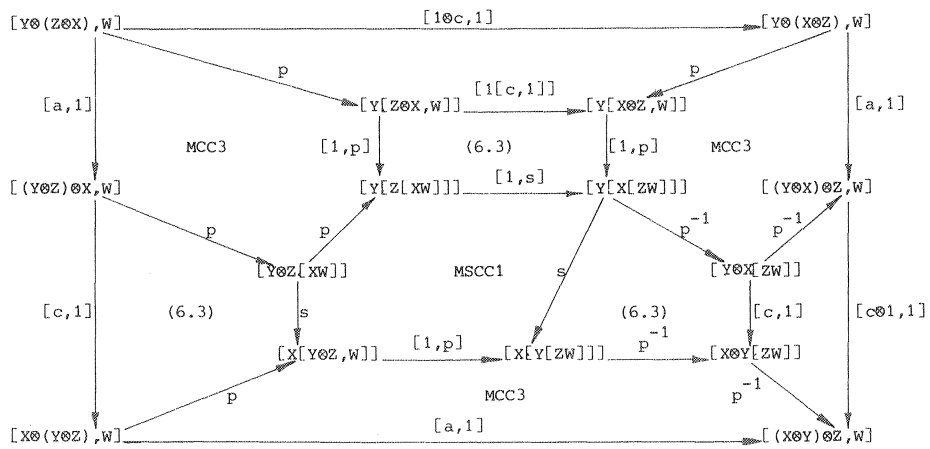 [1⊗c,1]
[Y⊗(Z⊗X),W] [Y⊗(X⊗Z),W]
p p
[a,1] [Y[Z⊗X,W]] [1[c,1]] [Y[X⊗Z,W]] [a,1]
MCC3 [1,p] (6.3) [1,p] MCC3
[(Y⊗Z)⊗X,W] [Y[Z[XW]]] [1,s] [Y[X[ZW]]] [(Y⊗X)⊗Z,W]
p p p⁻¹ p⁻¹
[Y⊗Z[XW]] MSCC1 s [Y⊗X[ZW]]
[c,1] (6.3) s (6.3) [c,1] [c⊗1,1]
[X[Y⊗Z,W]] [1,p] [X[Y[ZW]]] p⁻¹ [X⊗Y[ZW]]
p MCC3 p⁻¹
[X⊗(Y⊗Z),W] [a,1] [(X⊗Y)⊗Z,W]